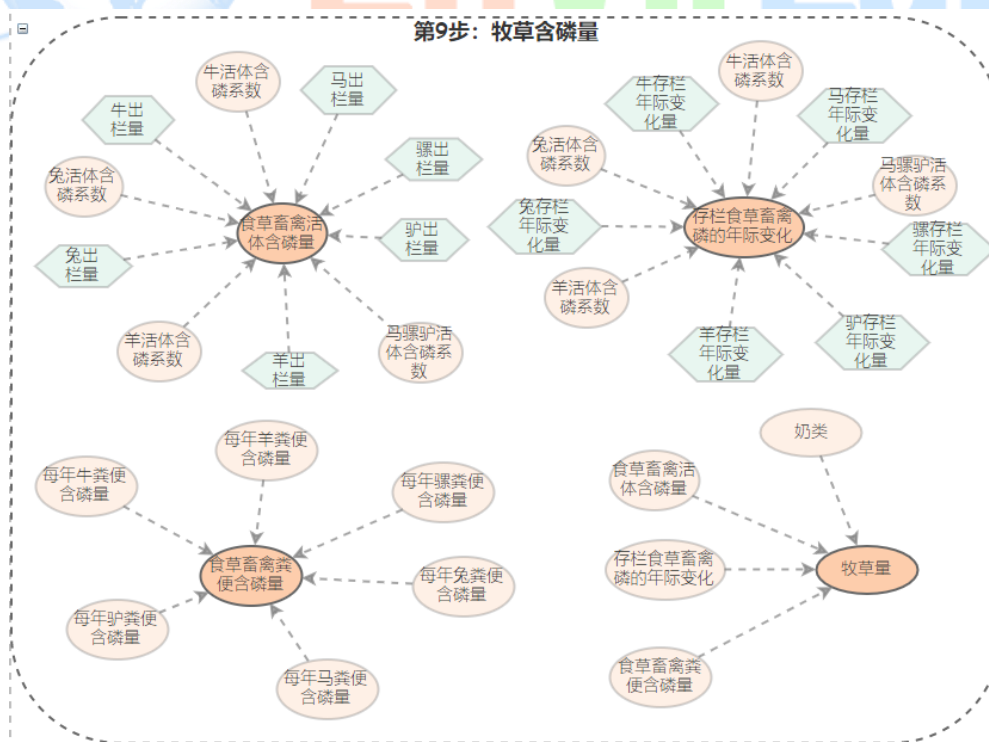 第9步：牧草含磷量
牛活体含
磷系数
马出
栏量
牛出
栏量
骡出
栏量
兔活体含
磷系数
食草畜禽活
体含磷量
驴出
栏量
兔出
栏量
羊活体含
磷系数
羊出
栏量
马骡驴活
体含磷系
数
牛活体含
磷系数
牛存栏
年际变
化量
马存栏
年际变
化量
兔活体含
磷系数
马骡驴活
体含磷系
数
兔存栏
年际变
化量
存栏食草畜禽
磷的年际变化
骡存栏
年际变
化量
羊活体含
磷系数
羊存栏
年际变
化量
驴存栏
年际变
化量
每年羊粪便
含磷量
每年牛粪便
含磷量
每年骡粪便
含磷量
食草畜禽粪
便含磷量
每年兔粪便
含磷量
每年驴粪便
含磷量
每年马粪便
含磷量
奶类
食草畜禽活
体含磷量
存栏食草畜禽
磷的年际变化
牧草量
食草畜禽粪
便含磷量